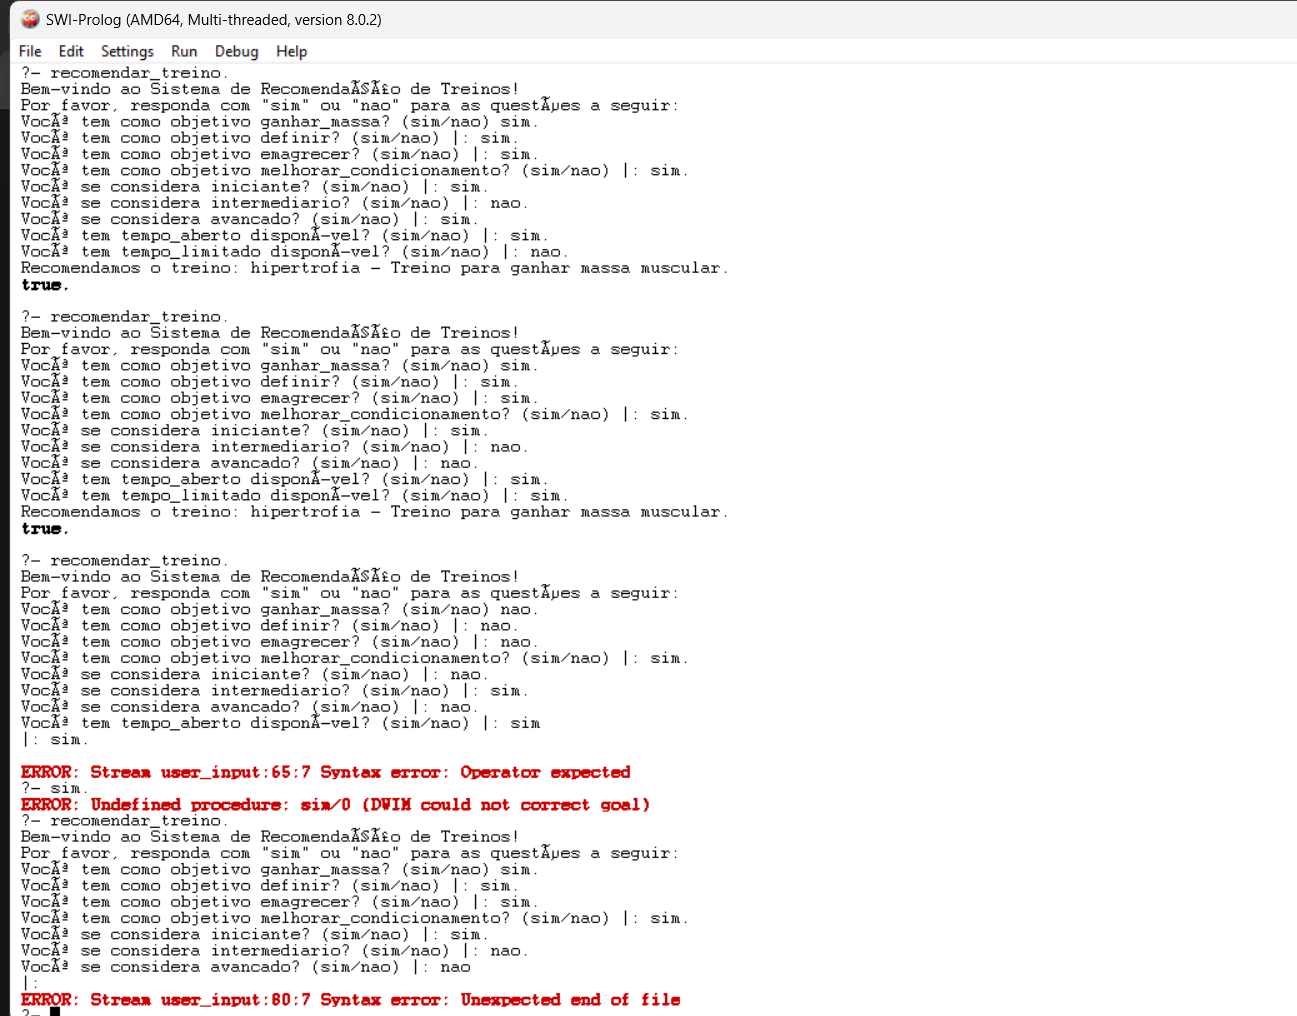 SWI-Prolog (AMD64, Multi-threaded, version 8.0.2)
File Edit Settings Run Debug Help
?- recomendar_treino.
Bem-vindo ao Sistema de RecomendaÃ§Ã£o de Treinos!
Por favor, responda com "sim" ou "nao" para as questÃµes a seguir:
VocÃª tem como objetivo ganhar_massa? (sim/nao) sim.
VocÃª tem como objetivo definir? (sim/nao) |: sim.
VocÃª tem como objetivo emagrecer? (sim/nao) |: sim.
VocÃª tem como objetivo melhorar_condicionamento? (sim/nao) |: sim.
VocÃª se considera iniciante? (sim/nao) |: sim.
VocÃª se considera intermediario? (sim/nao) |: nao.
VocÃª se considera avancado? (sim/nao) |: sim.
VocÃª tem tempo_aberto disponÃ-vel? (sim/nao) |: sim.
VocÃª tem tempo_limitado disponÃ-vel? (sim/nao) |: nao.
Recomendamos o treino: hipertrofia - Treino para ganhar massa muscular.
true.
?- recomendar_treino.
Bem-vindo ao Sistema de RecomendaÃ§Ã£o de Treinos!
Por favor, responda com "sim" ou "nao" para as questÃµes a seguir:
VocÃª tem como objetivo ganhar_massa? (sim/nao) sim.
VocÃª tem como objetivo definir? (sim/nao) |: sim.
VocÃª tem como objetivo emagrecer? (sim/nao) |: sim.
VocÃª tem como objetivo melhorar_condicionamento? (sim/nao) |: sim.
VocÃª se considera iniciante? (sim/nao) |: sim.
VocÃª se considera intermediario? (sim/nao) |: nao.
VocÃª se considera avancado? (sim/nao) |: nao.
VocÃª tem tempo_aberto disponÃ-vel? (sim/nao) |: sim.
VocÃª tem tempo_limitado disponÃ-vel? (sim/nao) |: sim.
Recomendamos o treino: hipertrofia - Treino para ganhar massa muscular.
true.
?- recomendar_treino.
Bem-vindo ao Sistema de RecomendaÃ§Ã£o de Treinos!
Por favor, responda com "sim" ou "nao" para as questÃµes a seguir:
VocÃª tem como objetivo ganhar_massa? (sim/nao) nao.
VocÃª tem como objetivo definir? (sim/nao) |: nao.
VocÃª tem como objetivo emagrecer? (sim/nao) |: nao.
VocÃª tem como objetivo melhorar_condicionamento? (sim/nao) |: sim.
VocÃª se considera iniciante? (sim/nao) |: nao.
VocÃª se considera intermediario? (sim/nao) |: sim.
VocÃª se considera avancado? (sim/nao) |: nao.
VocÃª tem tempo_aberto disponÃ-vel? (sim/nao) |: sim
|: sim.
ERROR: Stream user_input:65:7 Syntax error: Operator expected
?- sim.
ERROR: Undefined procedure: sim/0 (DWIM could not correct goal)
?- recomendar_treino.
Bem-vindo ao Sistema de RecomendaÃ§Ã£o de Treinos!
Por favor, responda com "sim" ou "nao" para as questÃµes a seguir:
VocÃª tem como objetivo ganhar_massa? (sim/nao) sim.
VocÃª tem como objetivo definir? (sim/nao) |: sim.
VocÃª tem como objetivo emagrecer? (sim/nao) |: sim.
VocÃª tem como objetivo melhorar_condicionamento? (sim/nao) |: sim.
VocÃª se considera iniciante? (sim/nao) |: sim.
VocÃª se considera intermediario? (sim/nao) |: nao.
VocÃª se considera avancado? (sim/nao) |: nao
|:
ERROR: Stream user_input:80:7 Syntax error: Unexpected end of file
?-